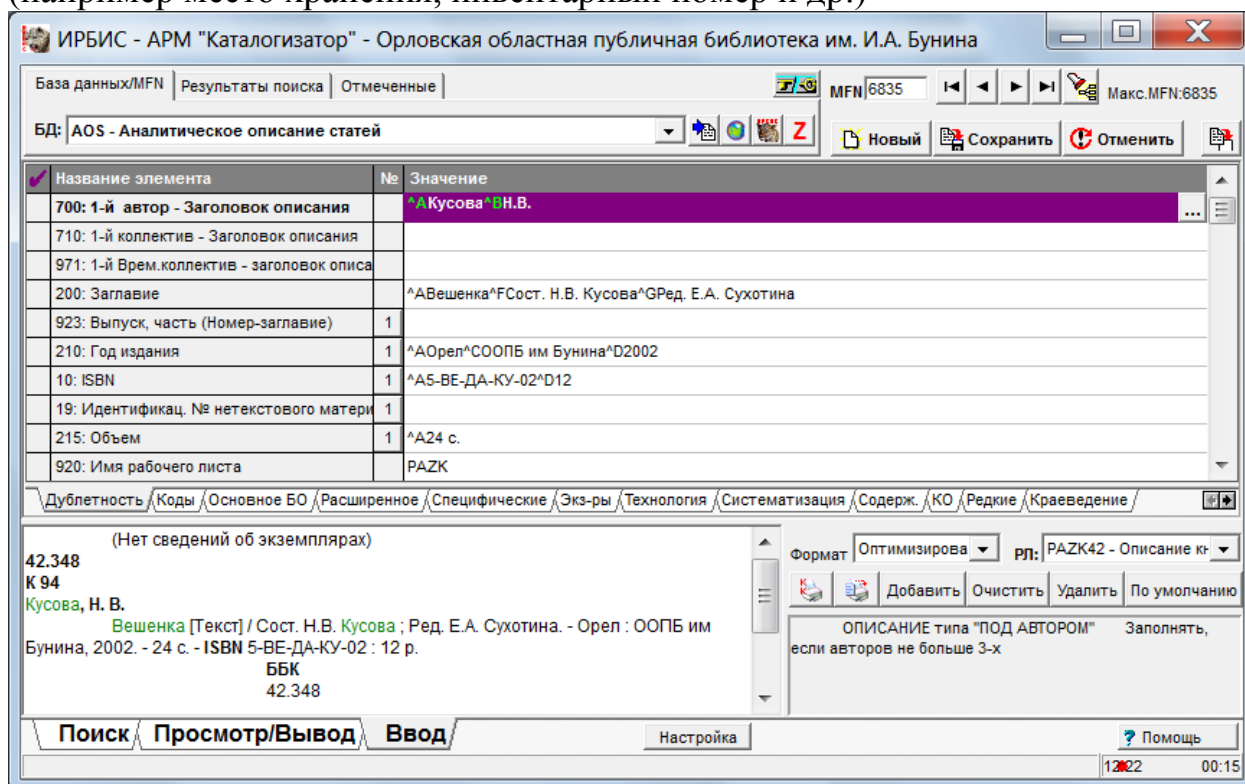 (например место хранения, инвентарный номер и др.)
ИРБИС - АРМ "Каталогизатор" - Орловская областная публичная библиотека им. И.А. Бунина
База данных/MFN Результаты поиска Отмеченные MFN 6835 Макс.MFN:6835
БД: AOS - Аналитическое описание статей Z Новый Сохранить Отменить
Название элемента № Значение
700: 1-й автор - Заголовок описания ^AКусова^BН.В. ...
710: 1-й коллектив - Заголовок описания
971: 1-й Врем.коллектив - заголовок описа
200: Заглавие ^AВешенка^FСост. Н.В. Кусова^GРед. Е.А. Сухотина
923: Выпуск, часть (Номер-заглавие) 1
210: Год издания 1 ^AОрел^CООПБ им Бунина^D2002
10: ISBN 1 ^A5-ВЕ-ДА-КУ-02^D12
19: Идентификац. № нетекстового матери 1
215: Объем 1 ^A24 с.
920: Имя рабочего листа PAZK
Дублетность Коды Основное БО Расширенное Специфические Экз-ры Технология Систематизация Содерж. КО Редкие Краеведение
(Нет сведений об экземплярах)
42.348
К 94
Кусова, Н. В.
Вешенка [Текст] / Сост. Н.В. Кусова ; Ред. Е.А. Сухотина. - Орел : ООПБ им
Бунина, 2002. - 24 с. - ISBN 5-ВЕ-ДА-КУ-02 : 12 р.
ББК
42.348
Формат Оптимизирова РЛ: PAZK42 - Описание кн
Добавить Очистить Удалить По умолчанию
ОПИСАНИЕ типа "ПОД АВТОРОМ" Заполнять,
если авторов не больше 3-х
Поиск Просмотр/Вывод Ввод Настройка ? Помощь
00:15